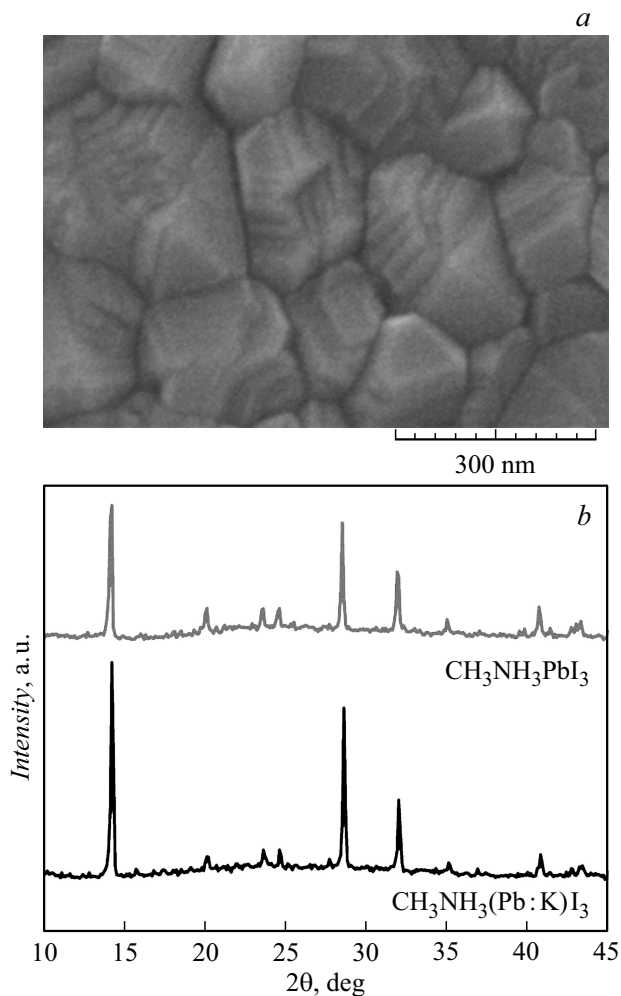 a
300 nm
b
Intensity, a.u.
CH₃NH₃PbI₃
CH₃NH₃(Pb:K)I₃
10 15 20 25 30 35 40 45
2θ, deg